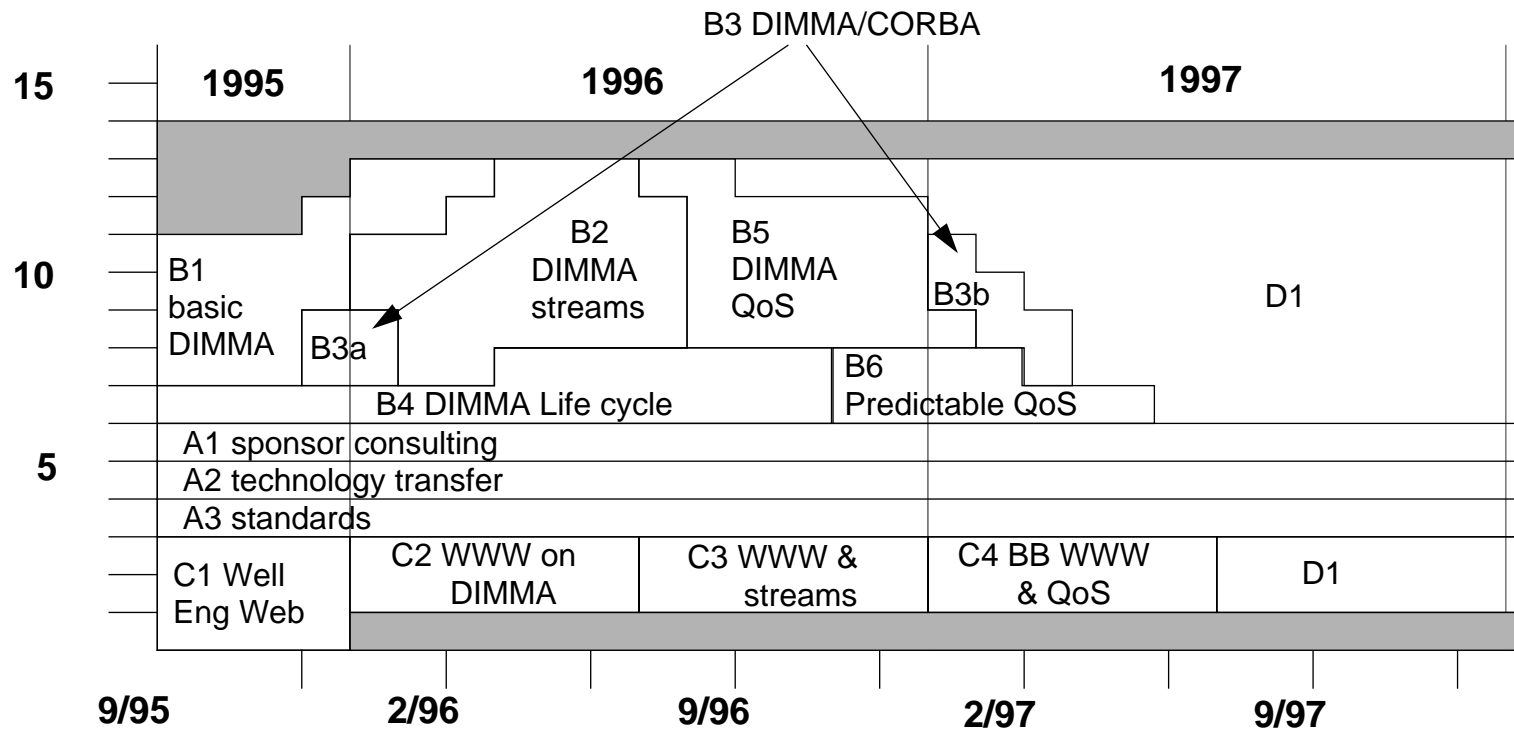 B3 DIMMA/CORBA
15
1995
1996
1997
10
B1
basic
DIMMA
B3a
B2
DIMMA
streams
B5
DIMMA
QoS
B3b
D1
B4 DIMMA Life cycle
B6
Predictable QoS
5
A1 sponsor consulting
A2 technology transfer
A3 standards
C1 Well
Eng Web
C2 WWW on
DIMMA
C3 WWW &
streams
C4 BB WWW
& QoS
D1
9/95
2/96
9/96
2/97
9/97